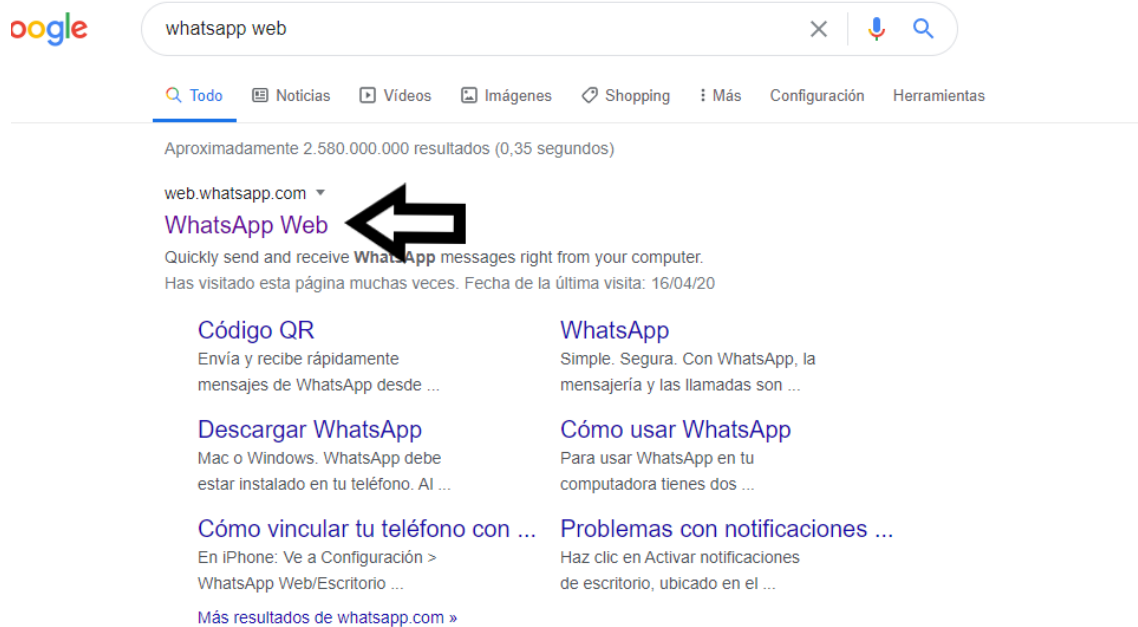 oogle
whatsapp web
Todo Noticias Vídeos Imágenes Shopping Más Configuración Herramientas
Aproximadamente 2.580.000.000 resultados (0,35 segundos)
web.whatsapp.com
WhatsApp Web
Quickly send and receive WhatsApp messages right from your computer.
Has visitado esta página muchas veces. Fecha de la última visita: 16/04/20
Código QR
Envía y recibe rápidamente
mensajes de WhatsApp desde ...
WhatsApp
Simple. Segura. Con WhatsApp, la
mensajería y las llamadas son ...
Descargar WhatsApp
Mac o Windows. WhatsApp debe
estar instalado en tu teléfono. Al ...
Cómo usar WhatsApp
Para usar WhatsApp en tu
computadora tienes dos ...
Cómo vincular tu teléfono con ...
En iPhone: Ve a Configuración >
WhatsApp Web/Escritorio ...
Problemas con notificaciones ...
Haz clic en Activar notificaciones
de escritorio, ubicado en el ...
Más resultados de whatsapp.com »